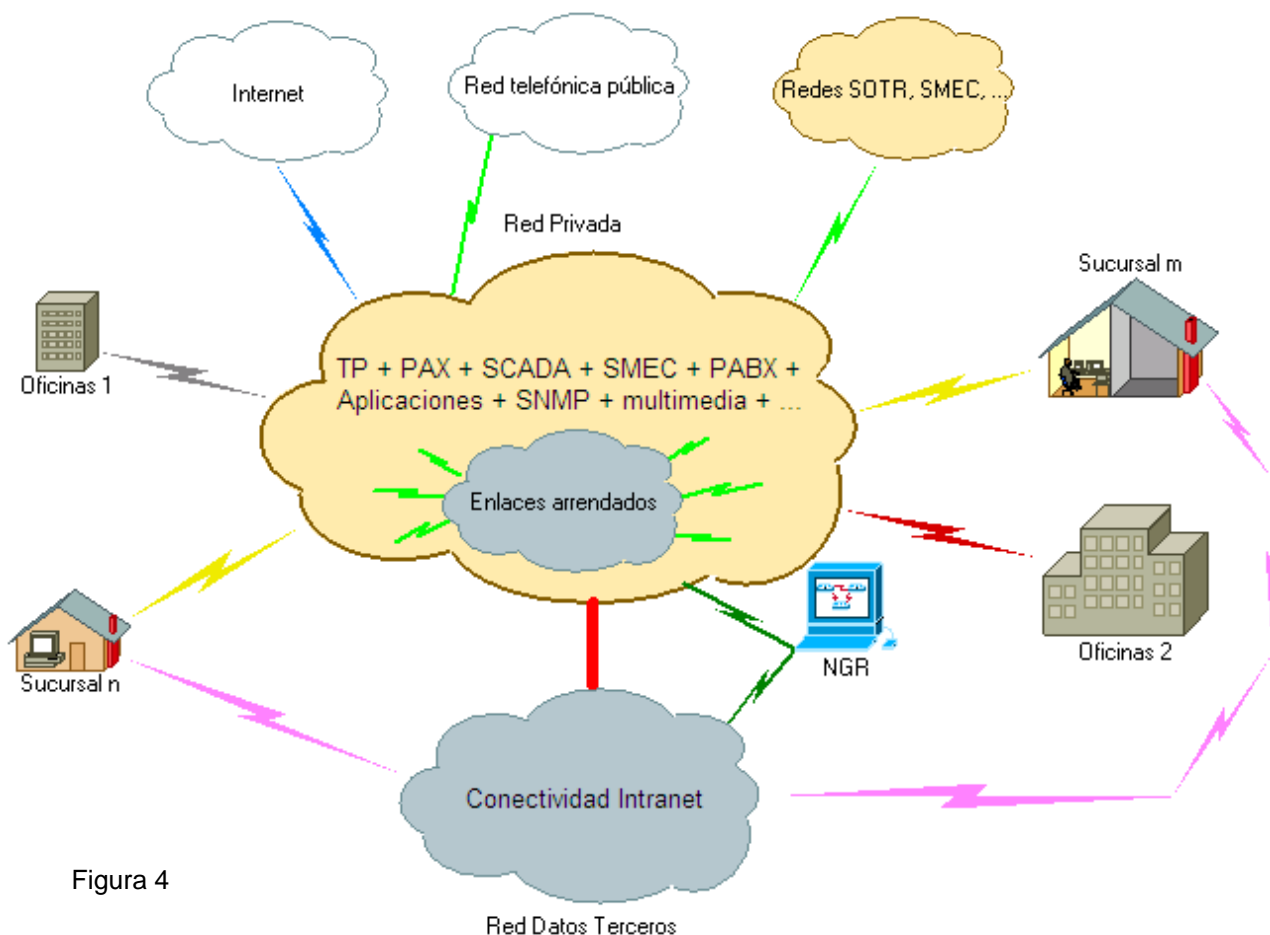 Internet
Red telefónica pública
Redes SOTR, SMEC, ...
Red Privada
Sucursal m
Oficinas 1
TP + PAX + SCADA + SMEC + PABX +
Aplicaciones + SNMP + multimedia + ...
Enlaces arrendados
Oficinas 2
NGR
Sucursal n
Conectividad Intranet
Figura 4
Red Datos Terceros